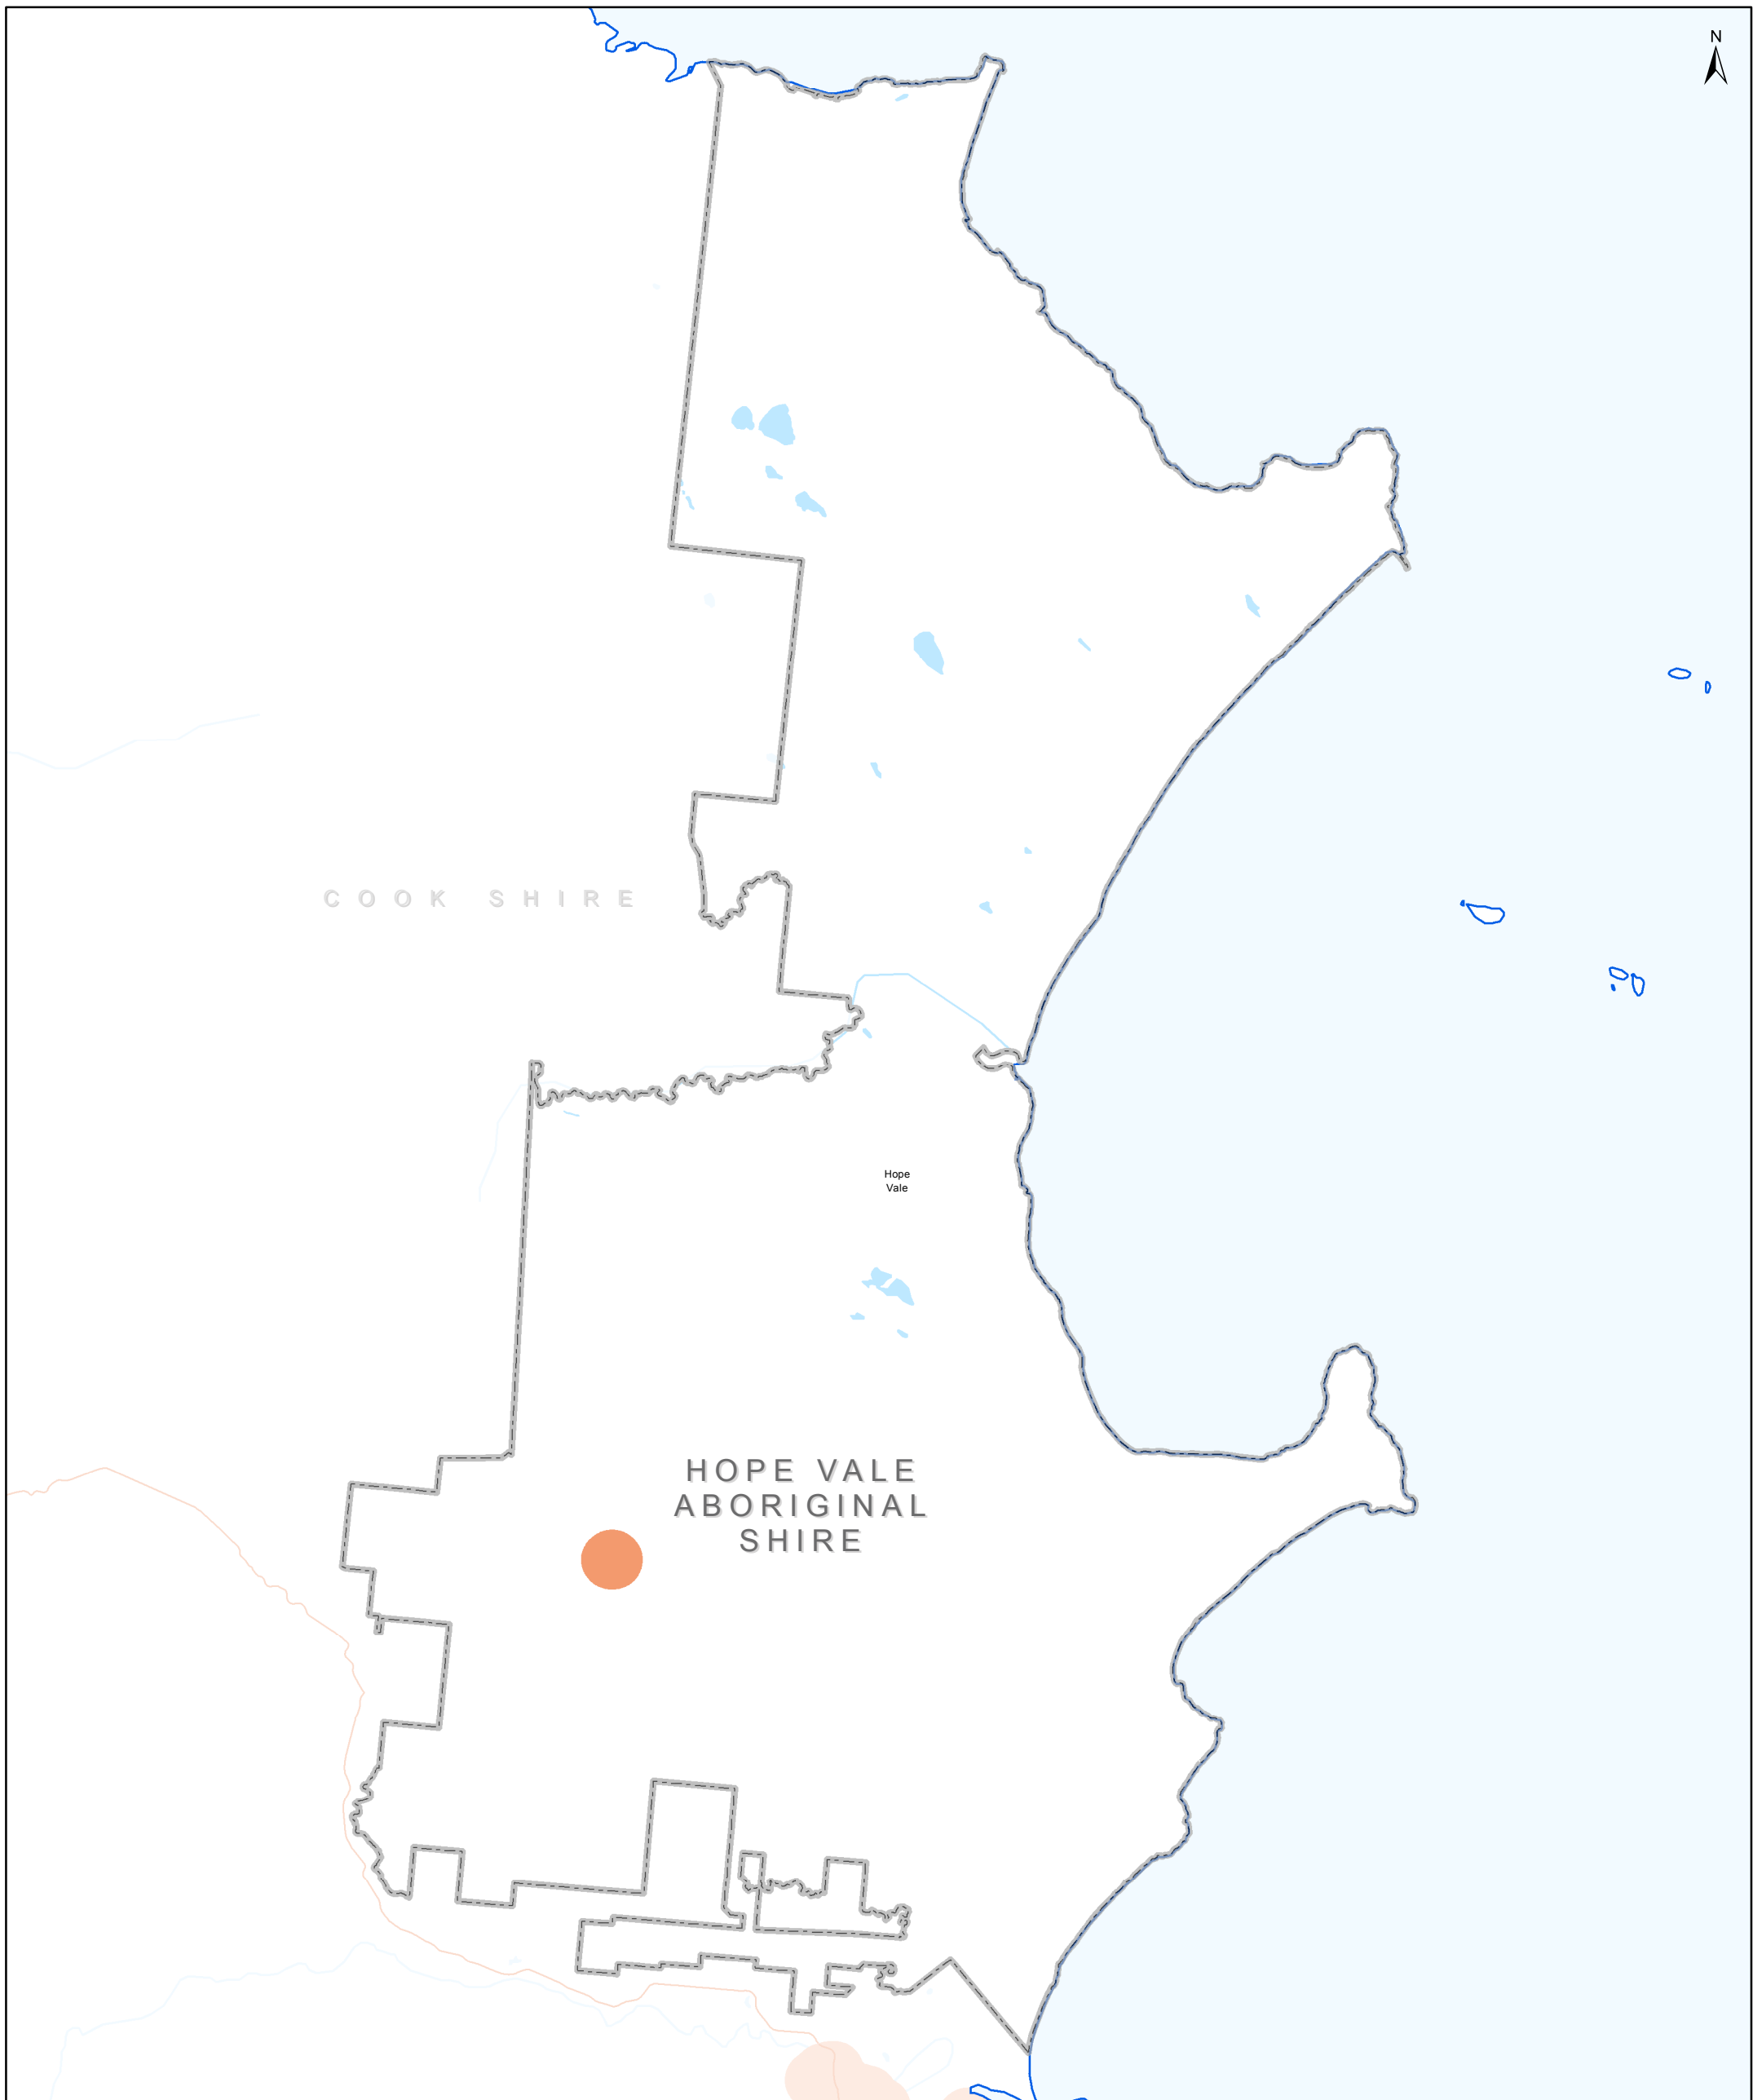 N
COOK SHIRE
Hope
Vale
HOPE VALE
ABORIGINAL
SHIRE